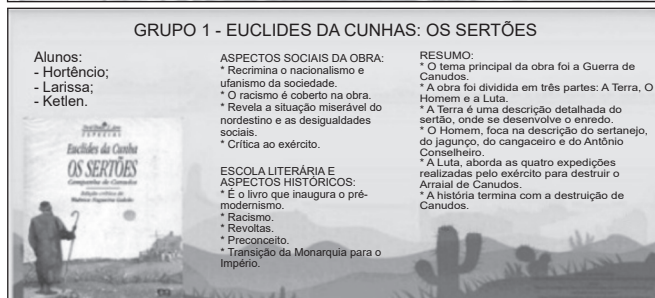 GRUPO 1 - EUCLIDES DA CUNHAS: OS SERTÕES
Alunos:
- Hortêncio;
- Larissa;
- Ketlen.
Euclides da Cunha
OS SERTÕES
Campanha de Canudos
Edição crítica de
Walnice Nogueira Galvão
ASPECTOS SOCIAIS DA OBRA:
* Recrimina o nacionalismo e
ufanismo da sociedade.
* O racismo é coberto na obra.
* Revela a situação miserável do
nordestino e as desigualdades
sociais.
* Crítica ao exército.
ESCOLA LITERÁRIA E
ASPECTOS HISTÓRICOS:
* É o livro que inaugura o pré-
modernismo.
* Racismo.
* Revoltas.
* Preconceito.
* Transição da Monarquia para o
Império.
RESUMO:
* O tema principal da obra foi a Guerra de
Canudos.
* A obra foi dividida em três partes: A Terra, O
Homem e a Luta.
* A Terra é uma descrição detalhada do
sertão, onde se desenvolve o enredo.
* O Homem, foca na descrição do sertanejo,
do jagunço, do cangaceiro e do Antônio
Conselheiro.
* A Luta, aborda as quatro expedições
realizadas pelo exército para destruir o
Arraial de Canudos.
* A história termina com a destruição de
Canudos.